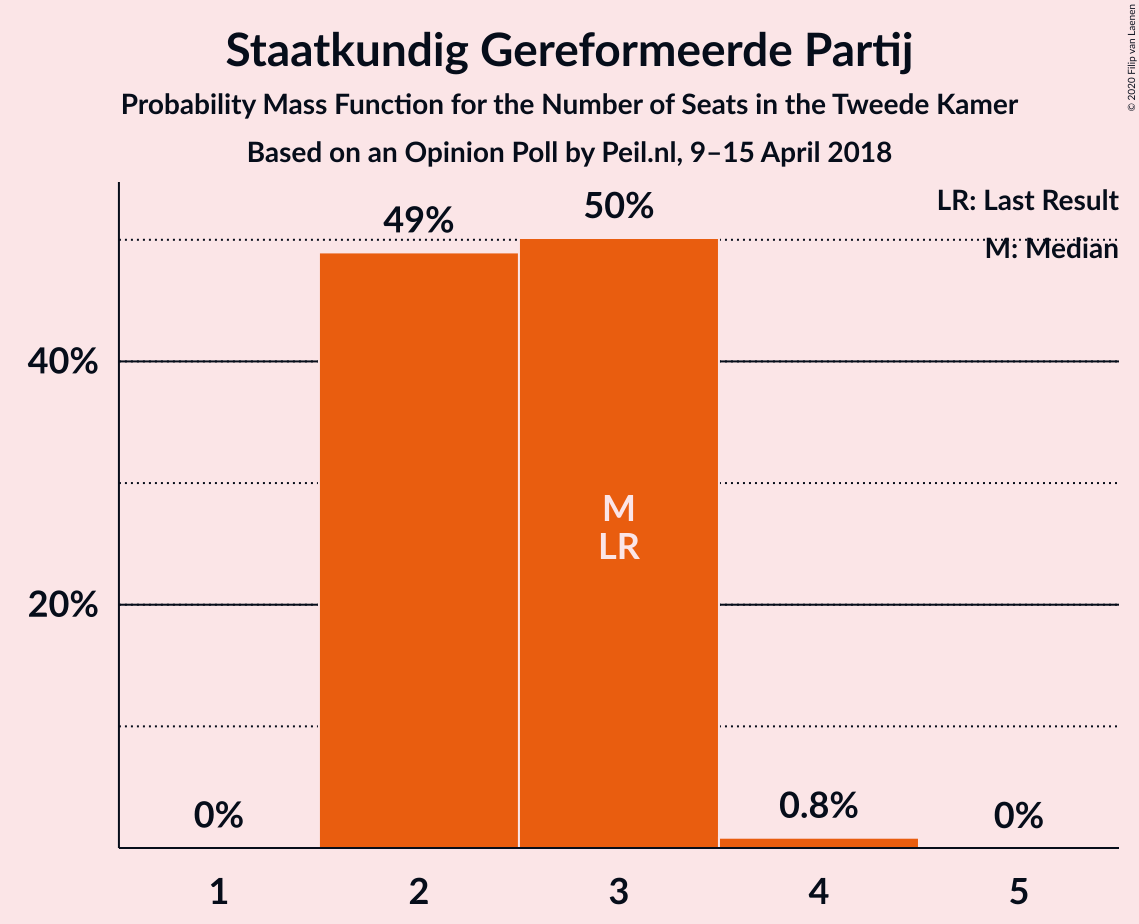 Staatkundig Gereformeerde Partij
Probability Mass Function for the Number of Seats in the Tweede Kamer
Based on an Opinion Poll by Peil.nl, 9–15 April 2018
© 2020 Filip van Laenen
LR: Last Result
M: Median
49%
50%
40%
20%
M
LR
0%
0.8%
0%
1
2
3
4
5